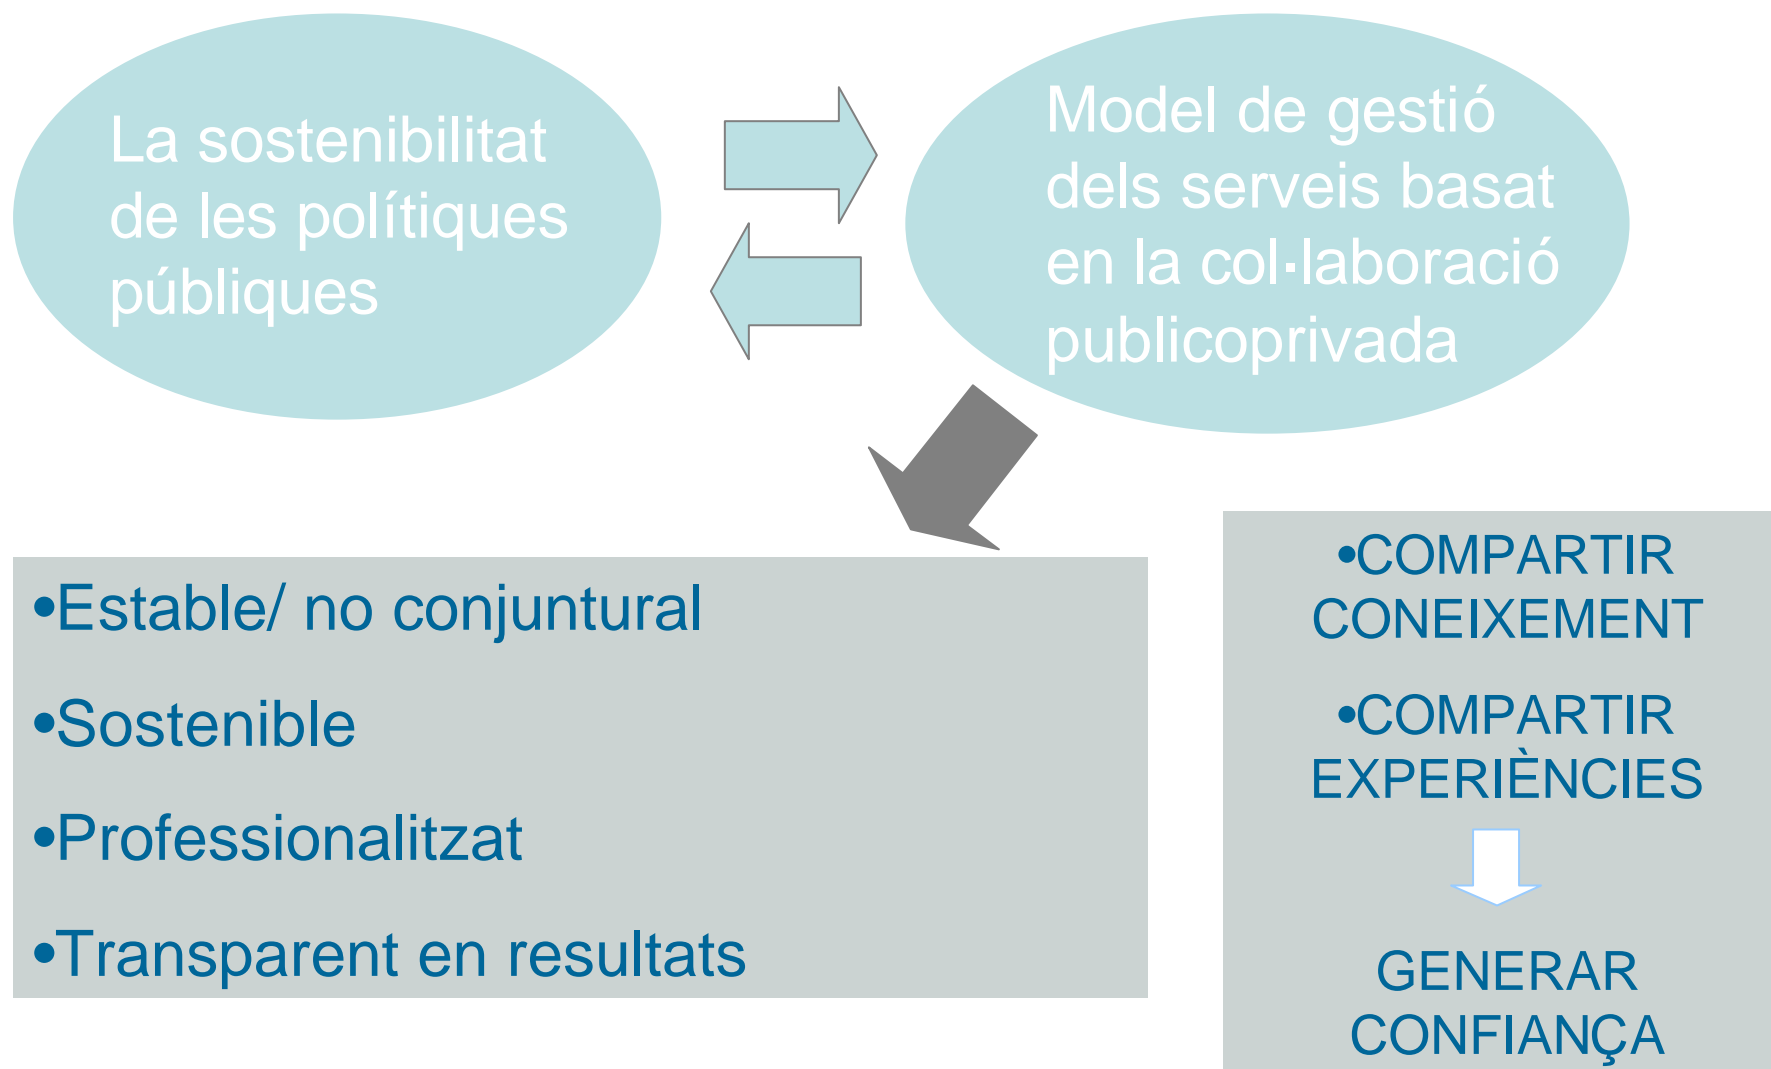 La sostenibilitat
de les polítiques
públiques
Model de gestió
dels serveis basat
en la col·laboració
publicoprivada
•Estable/ no conjuntural
•Sostenible
•Professionalitzat
•Transparent en resultats
•COMPARTIR
CONEIXEMENT
•COMPARTIR
EXPERIÈNCIES
GENERAR
CONFIANÇA